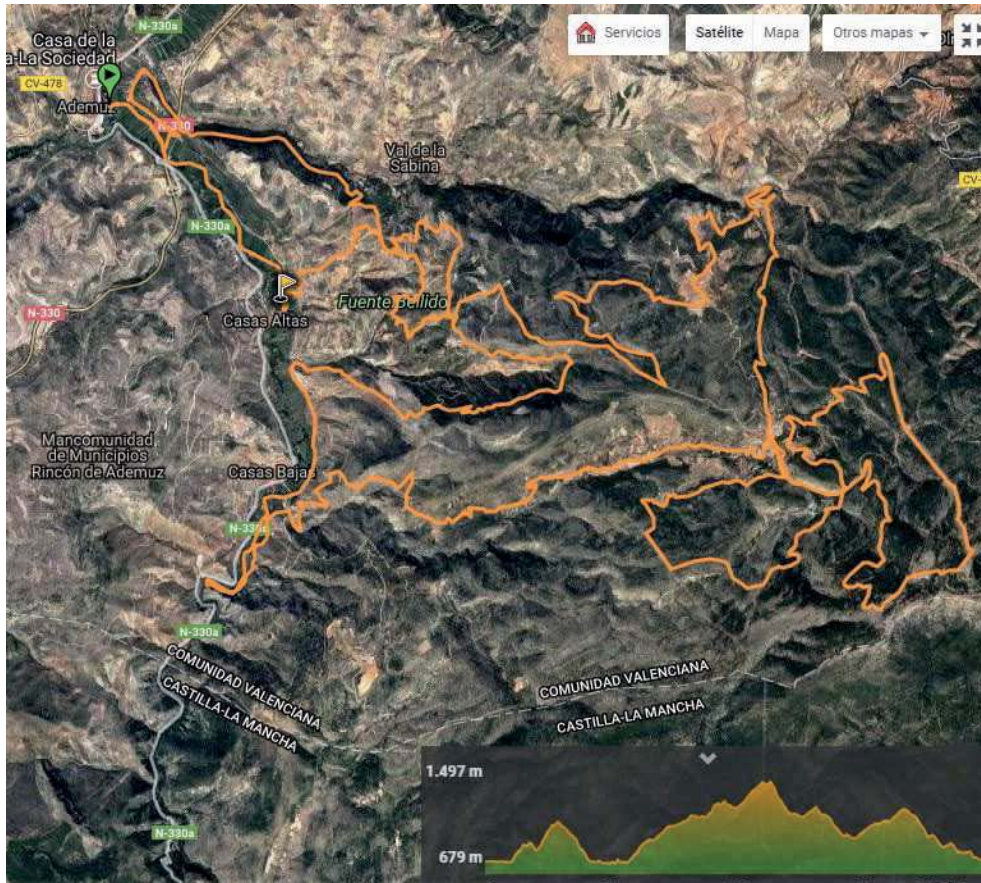 N-330a
Servicios
Satélite
Mapa
Otros mapas
Casa de la
a-La Sociedad
CV-478
Ademuz
N-330
Val de la
Sabina
CV-
N-330a
Fuente Bellido
Casas Altas
N-330
Mancomunidad
de Municipios
Rincón de Ademuz
Casas Bajas
N-330a
N-330a
COMUNIDAD VALENCIANA
CASTILLA-LA MANCHA
COMUNIDAD VALENCIANA
CASTILLA-LA MANCHA
1.497 m
679 m
N-330a